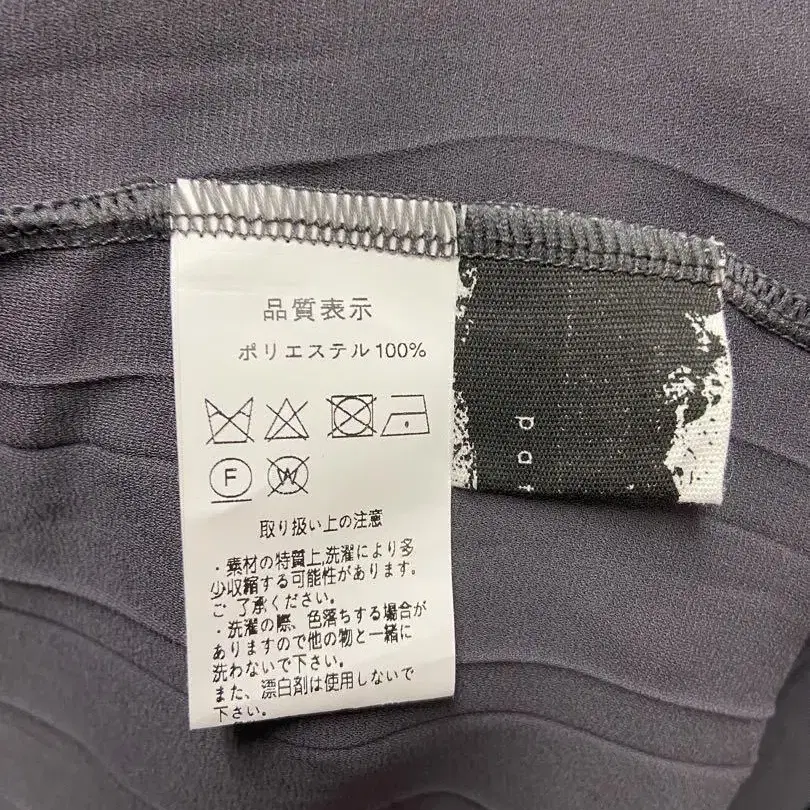 品質表示
ポリエステル100%
F
W
取り扱い上の注意
・素材の特質上,洗濯により多
少収縮する可能性があります。
ご了承ください。
・洗濯の際、色落ちする場合が
ありますので他の物と一緒に
洗わないで下さい。
また、漂白剤は使用しないで
下さい。